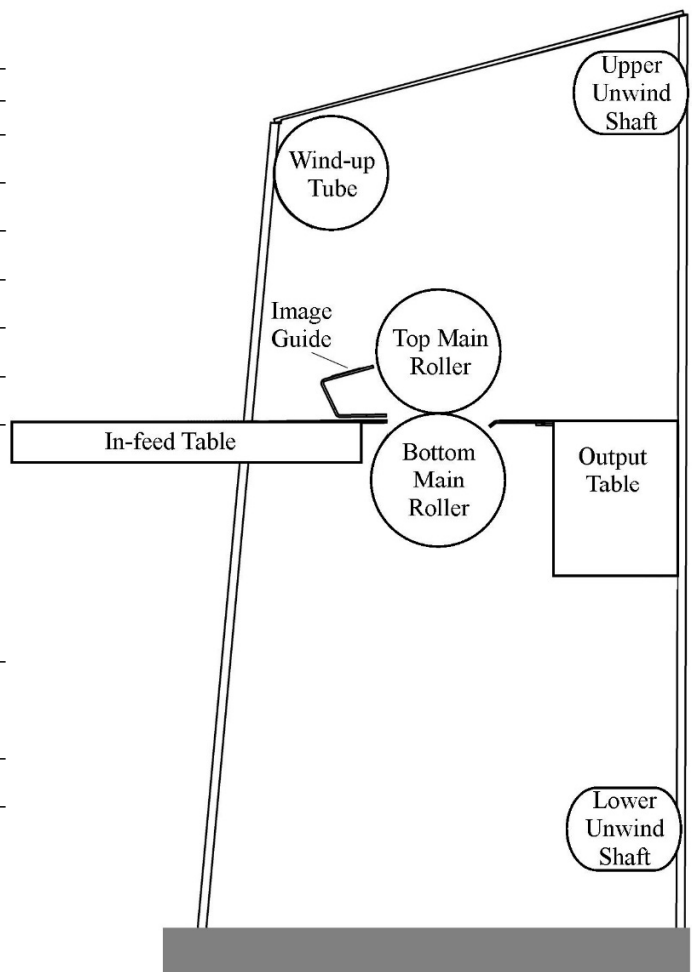 Upper
Unwind
Shaft
Wind-up
Tube
Image
Guide
Top Main
Roller
In-feed Table
Bottom
Main
Roller
Output
Table
Lower
Unwind
Shaft